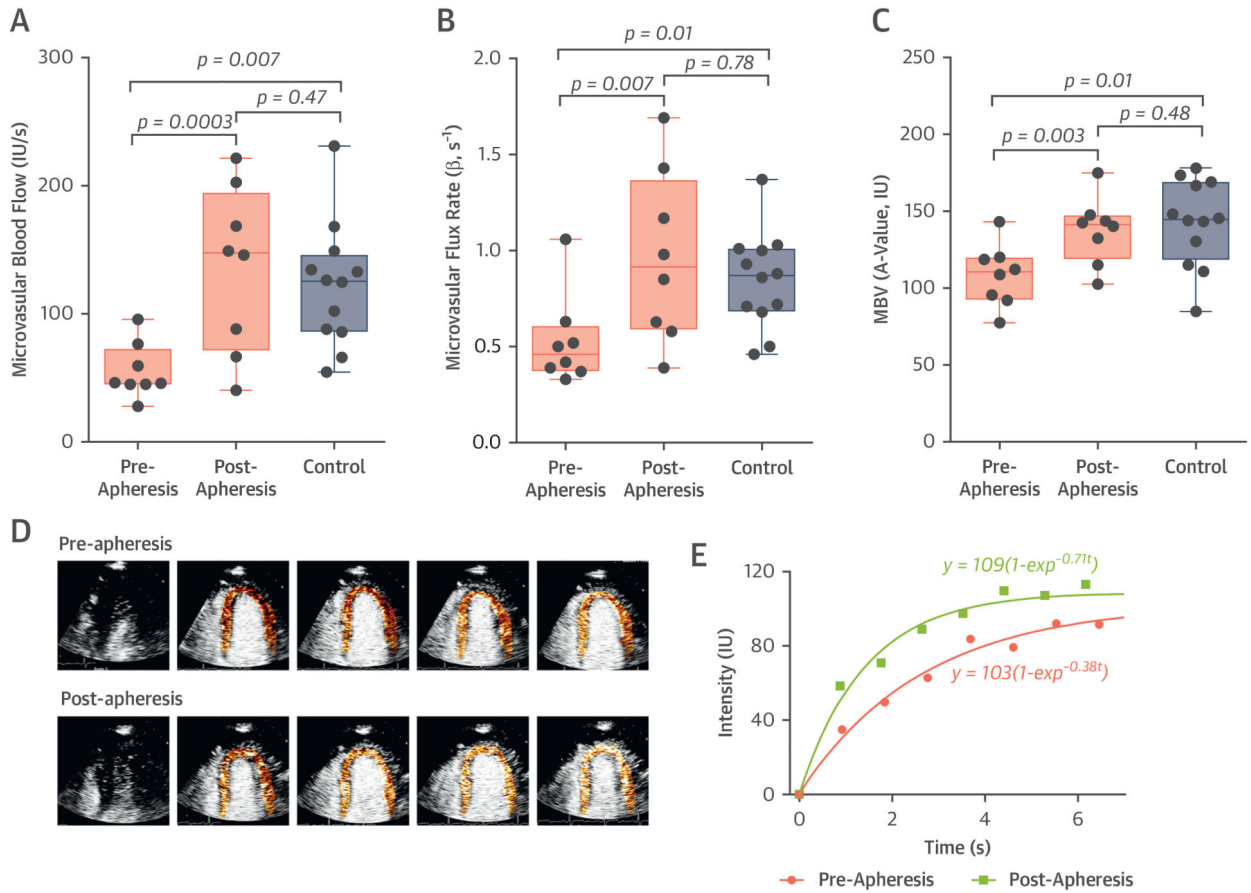 A
Microvasular Blood Flow (IU/s)
300
200
100
0
p = 0.007
p = 0.47
p = 0.0003
Pre-
Apheresis
Post-
Apheresis
Control
B
Microvasular Flux Rate (β, s⁻¹)
2.0
1.5
1.0
0.5
0.0
p = 0.01
p = 0.78
p = 0.007
Pre-
Apheresis
Post-
Apheresis
Control
C
MBV (A-Value, IU)
250
200
150
100
50
0
p = 0.01
p = 0.48
p = 0.003
Pre-
Apheresis
Post-
Apheresis
Control
D
Pre-apheresis
Post-apheresis
E
Intensity (IU)
120
80
40
0
y = 109(1-exp⁻⁰·⁷¹ᵗ)
y = 103(1-exp⁻⁰·³⁸ᵗ)
0
2
4
6
Time (s)
Pre-Apheresis
Post-Apheresis